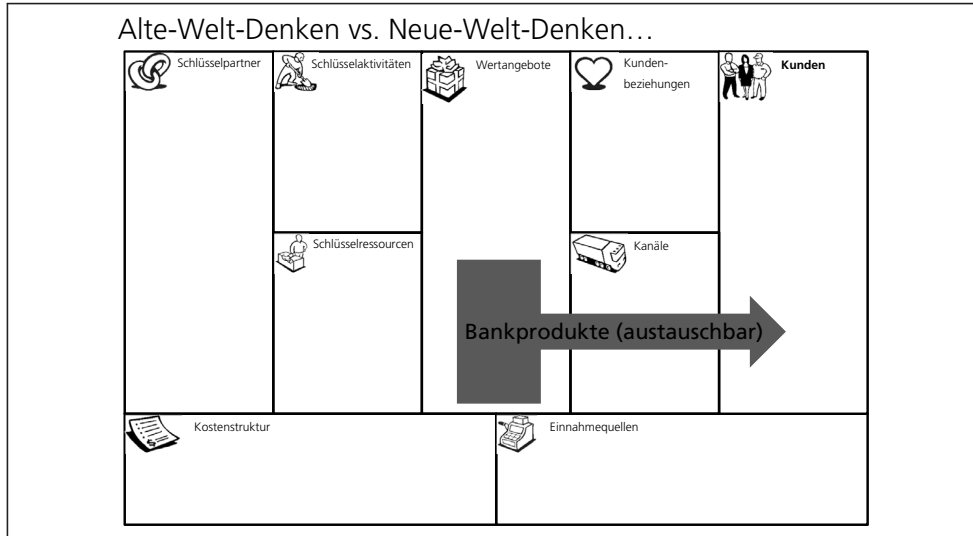 Alte-Welt-Denken vs. Neue-Welt-Denken…
Schlüsselpartner
Schlüsselaktivitäten
Wertangebote
Kunden-
beziehungen
Kunden
Schlüsselressourcen
Kanäle
Bankprodukte (austauschbar)
Kostenstruktur
Einnahmequellen